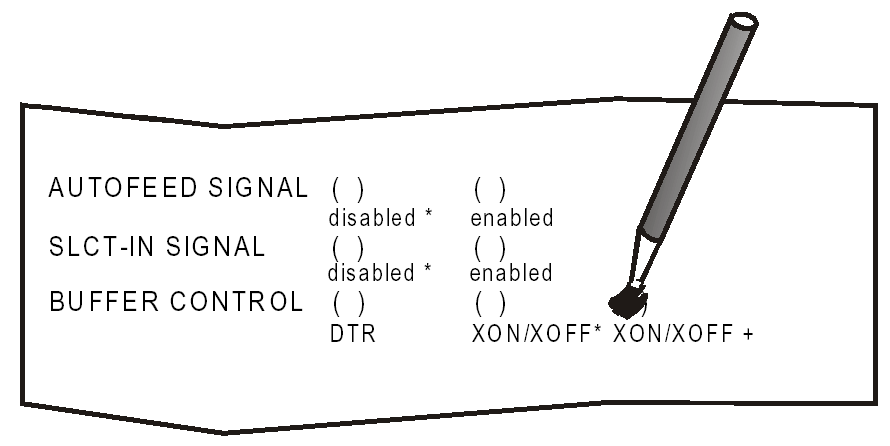 AUTOFEED SIGNAL ( ) ( )
disabled * enabled
SLCT-IN SIGNAL ( ) ( )
disabled * enabled
BUFFER CONTROL ( ) ( ) )
DTR XON/XOFF* XON/XOFF +